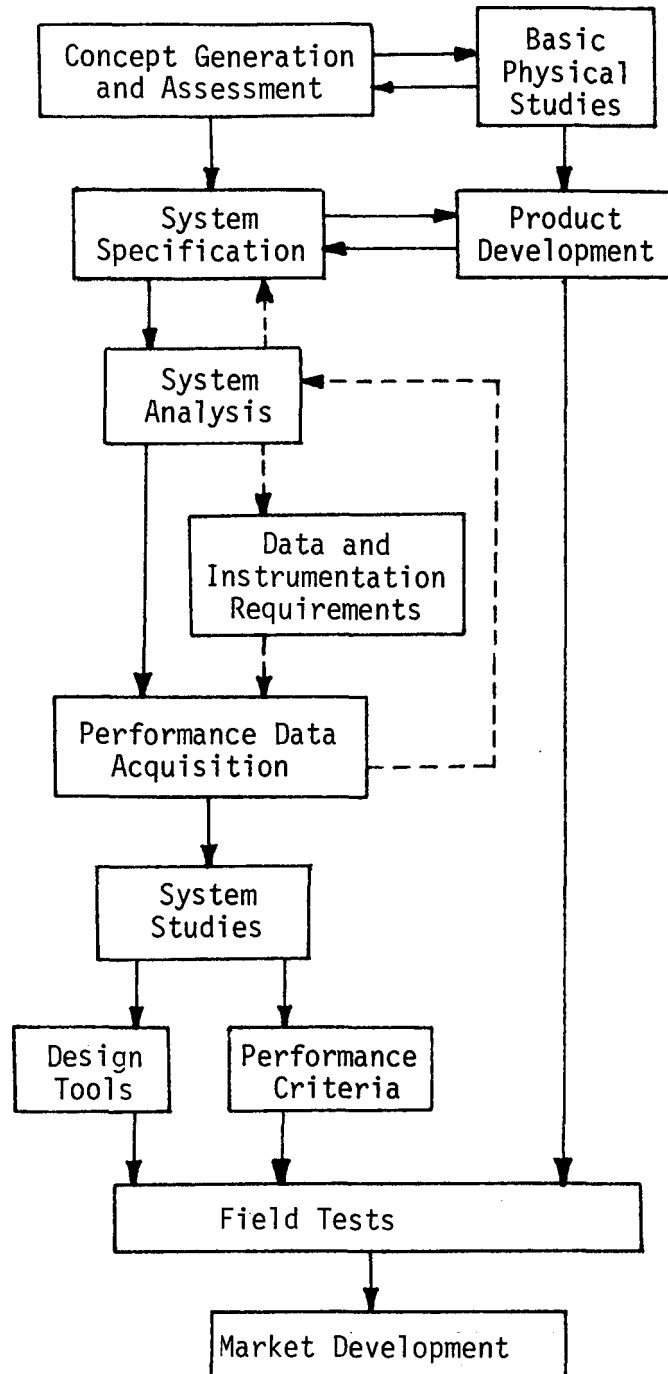 Concept Generation
and Assessment
Basic
Physical
Studies
System
Specification
Product
Development
System
Analysis
Data and
Instrumentation
Requirements
Performance Data
Acquisition
System
Studies
Design
Tools
Performance
Criteria
Field Tests
Market Development